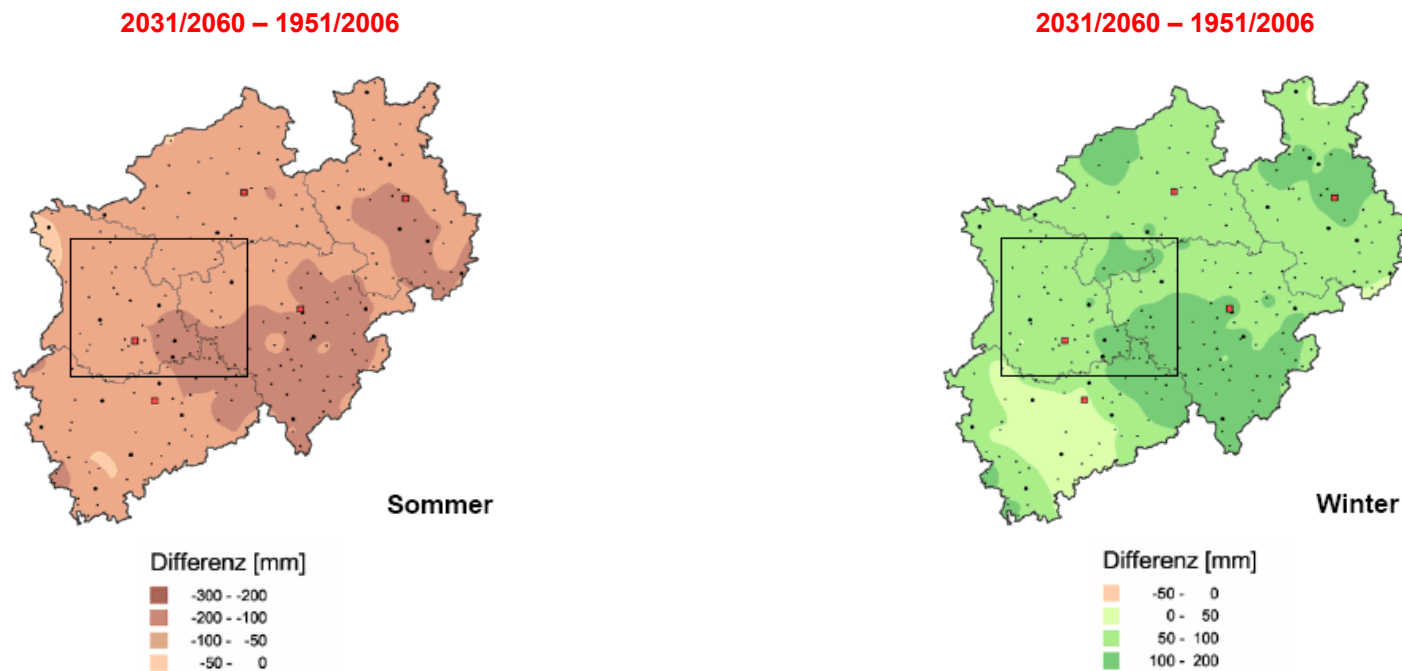 2031/2060 – 1951/2006
Sommer
Differenz [mm]
-300 - -200
-200 - -100
-100 - -50
-50 - 0
2031/2060 – 1951/2006
Winter
Differenz [mm]
-50 - 0
0 - 50
50 - 100
100 - 200